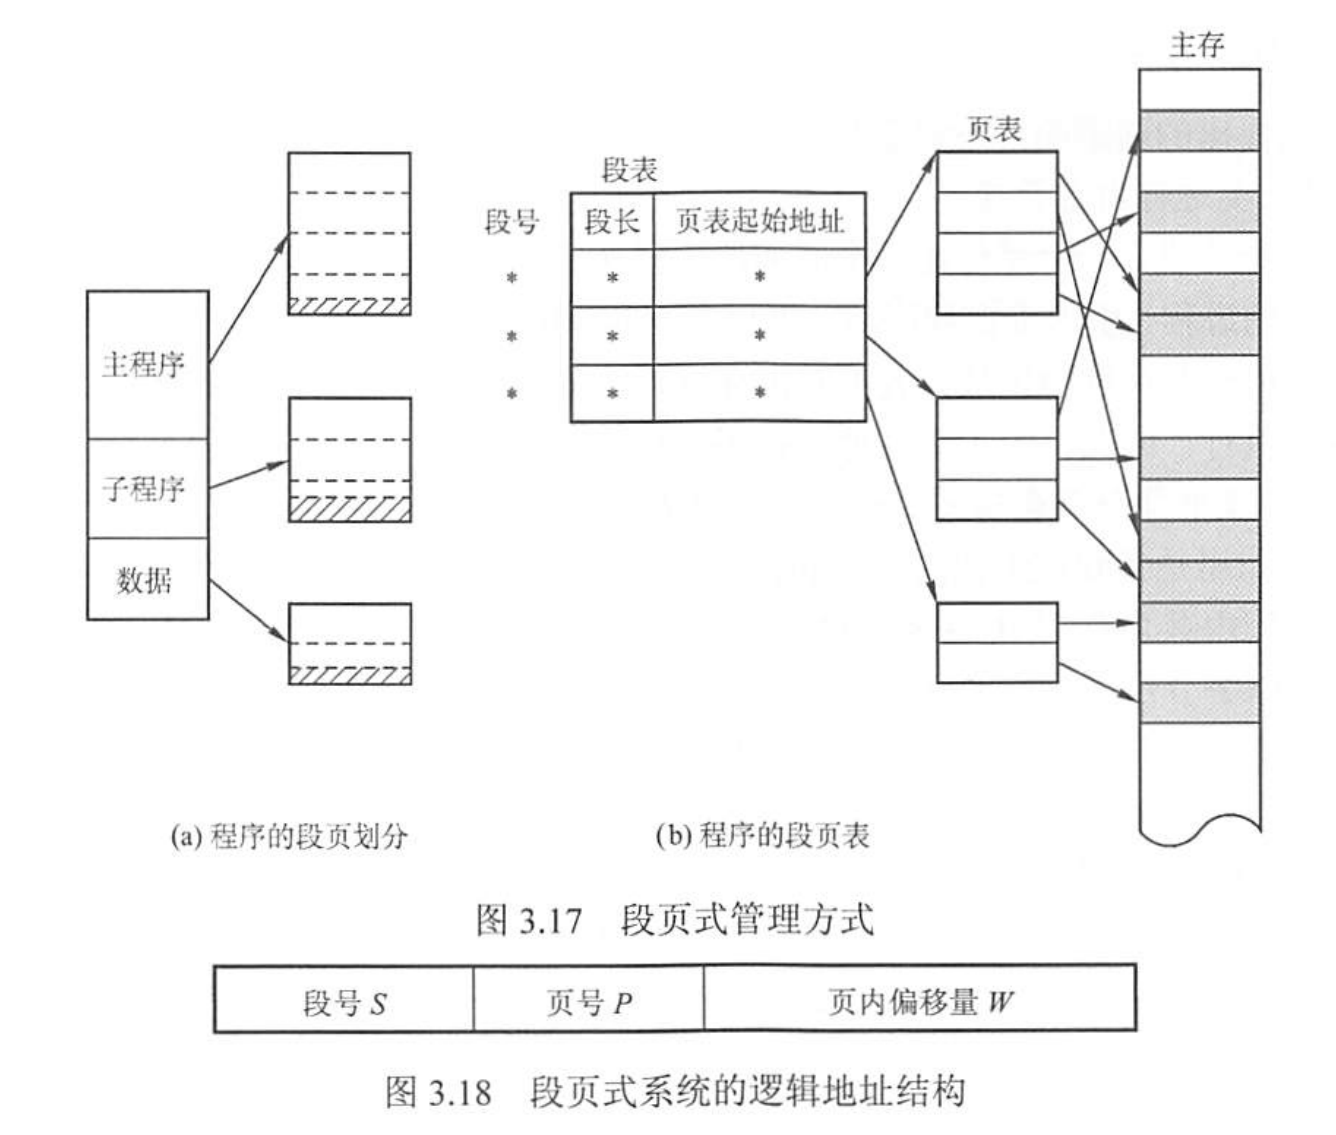 主存
页表
段表
段号 段长 页表起始地址
* * *
* * *
* * *
主程序
子程序
数据
(a) 程序的段页划分
(b) 程序的段页表
图 3.17 段页式管理方式
段号 S 页号 P 页内偏移量 W
图 3.18 段页式系统的逻辑地址结构